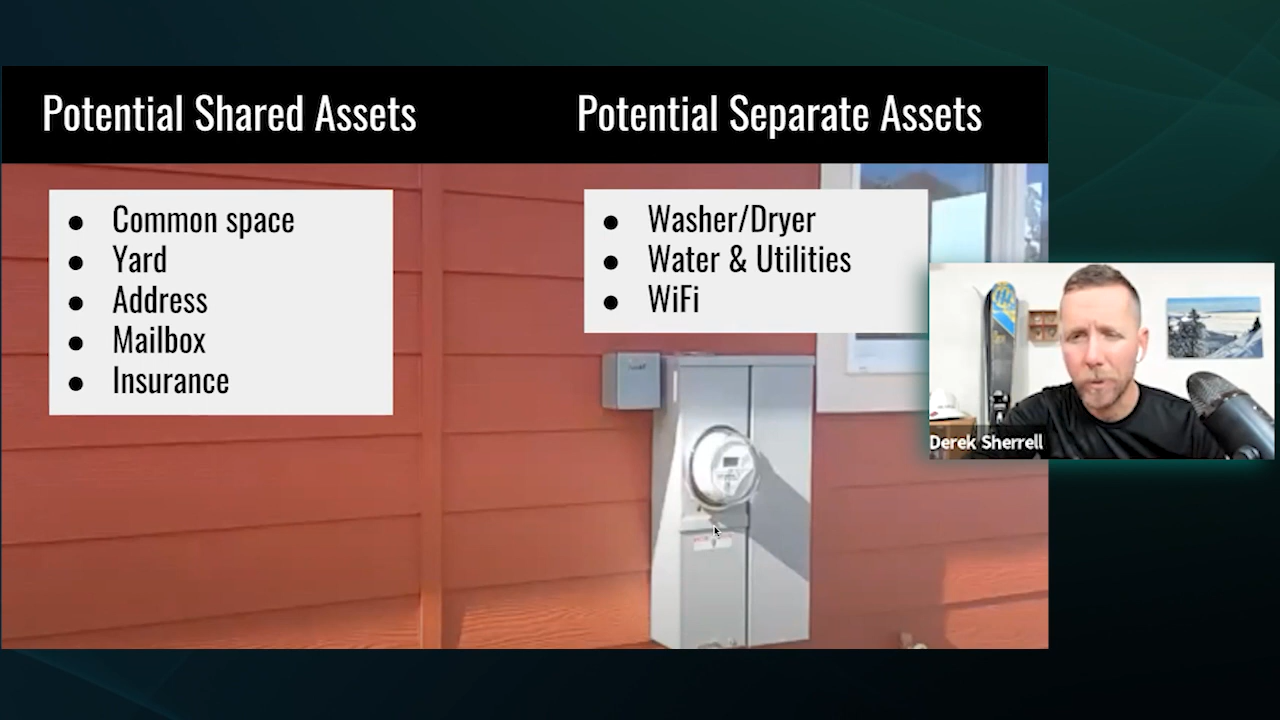 Potential Shared Assets
Potential Separate Assets
● Common space
● Yard
● Address
● Mailbox
● Insurance
● Washer/Dryer
● Water & Utilities
● WiFi
Derek Sherrell